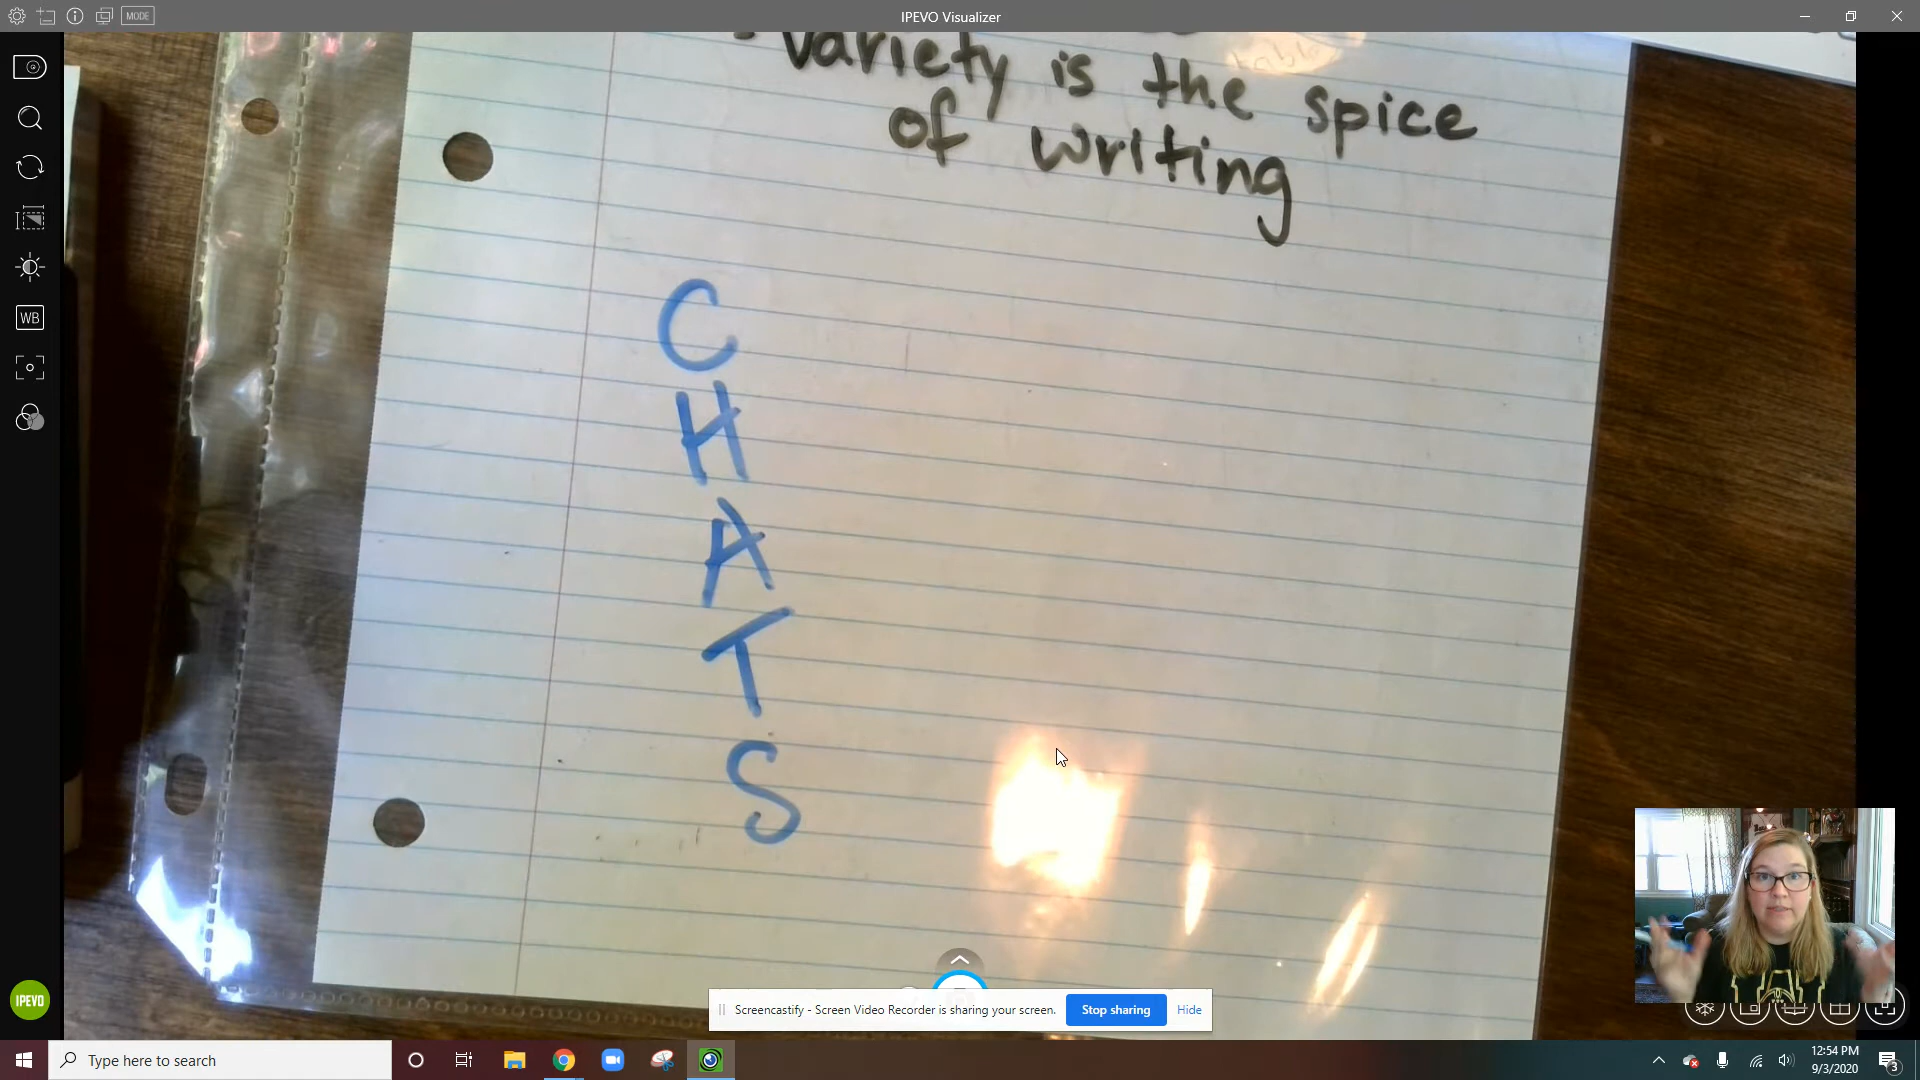 MODE
IPEVO Visualizer
variety is the spice
of writing
C
H
A
T
S
WB
IPEVO
Screencastify - Screen Video Recorder is sharing your screen.
Stop sharing
Hide
Type here to search
12:54 PM
9/3/2020
3